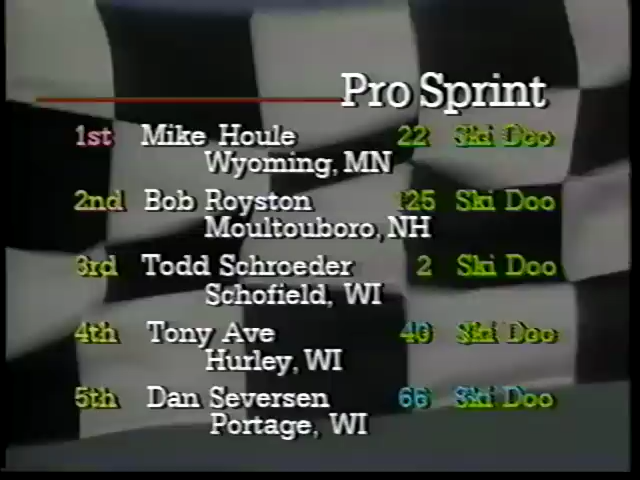 Pro Sprint
1st Mike Houle 22 Ski Doo
Wyoming, MN
2nd Bob Royston 125 Ski Doo
Moultouboro, NH
3rd Todd Schroeder 2 Ski Doo
Schofield, WI
4th Tony Ave 40 Ski Doo
Hurley, WI
5th Dan Seversen 66 Ski Doo
Portage, WI